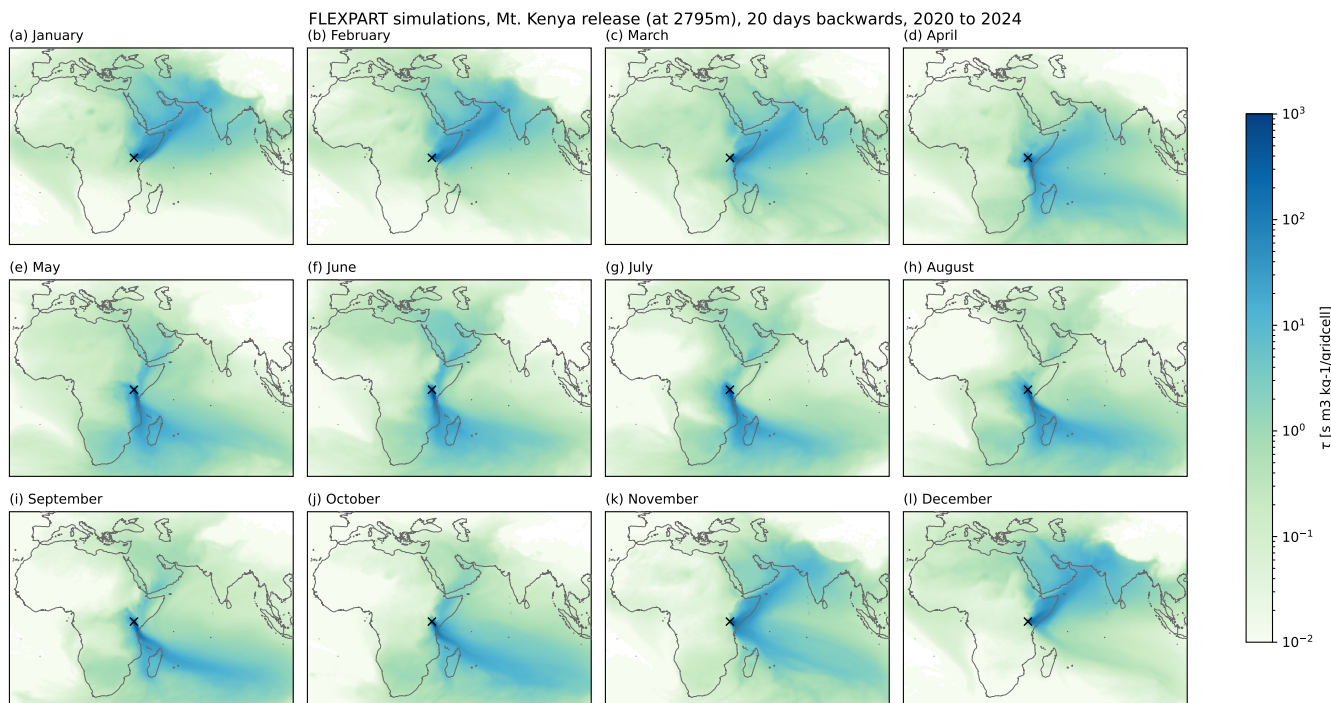 FLEXPART simulations, Mt. Kenya release (at 2795m), 20 days backwards, 2020 to 2024
(a) January
(b) February
(c) March
(d) April
(e) May
(f) June
(g) July
(h) August
(i) September
(j) October
(k) November
(l) December
10³
10²
10¹
10⁰
10⁻¹
10⁻²
τ [s m3 kg-1/gridcell]